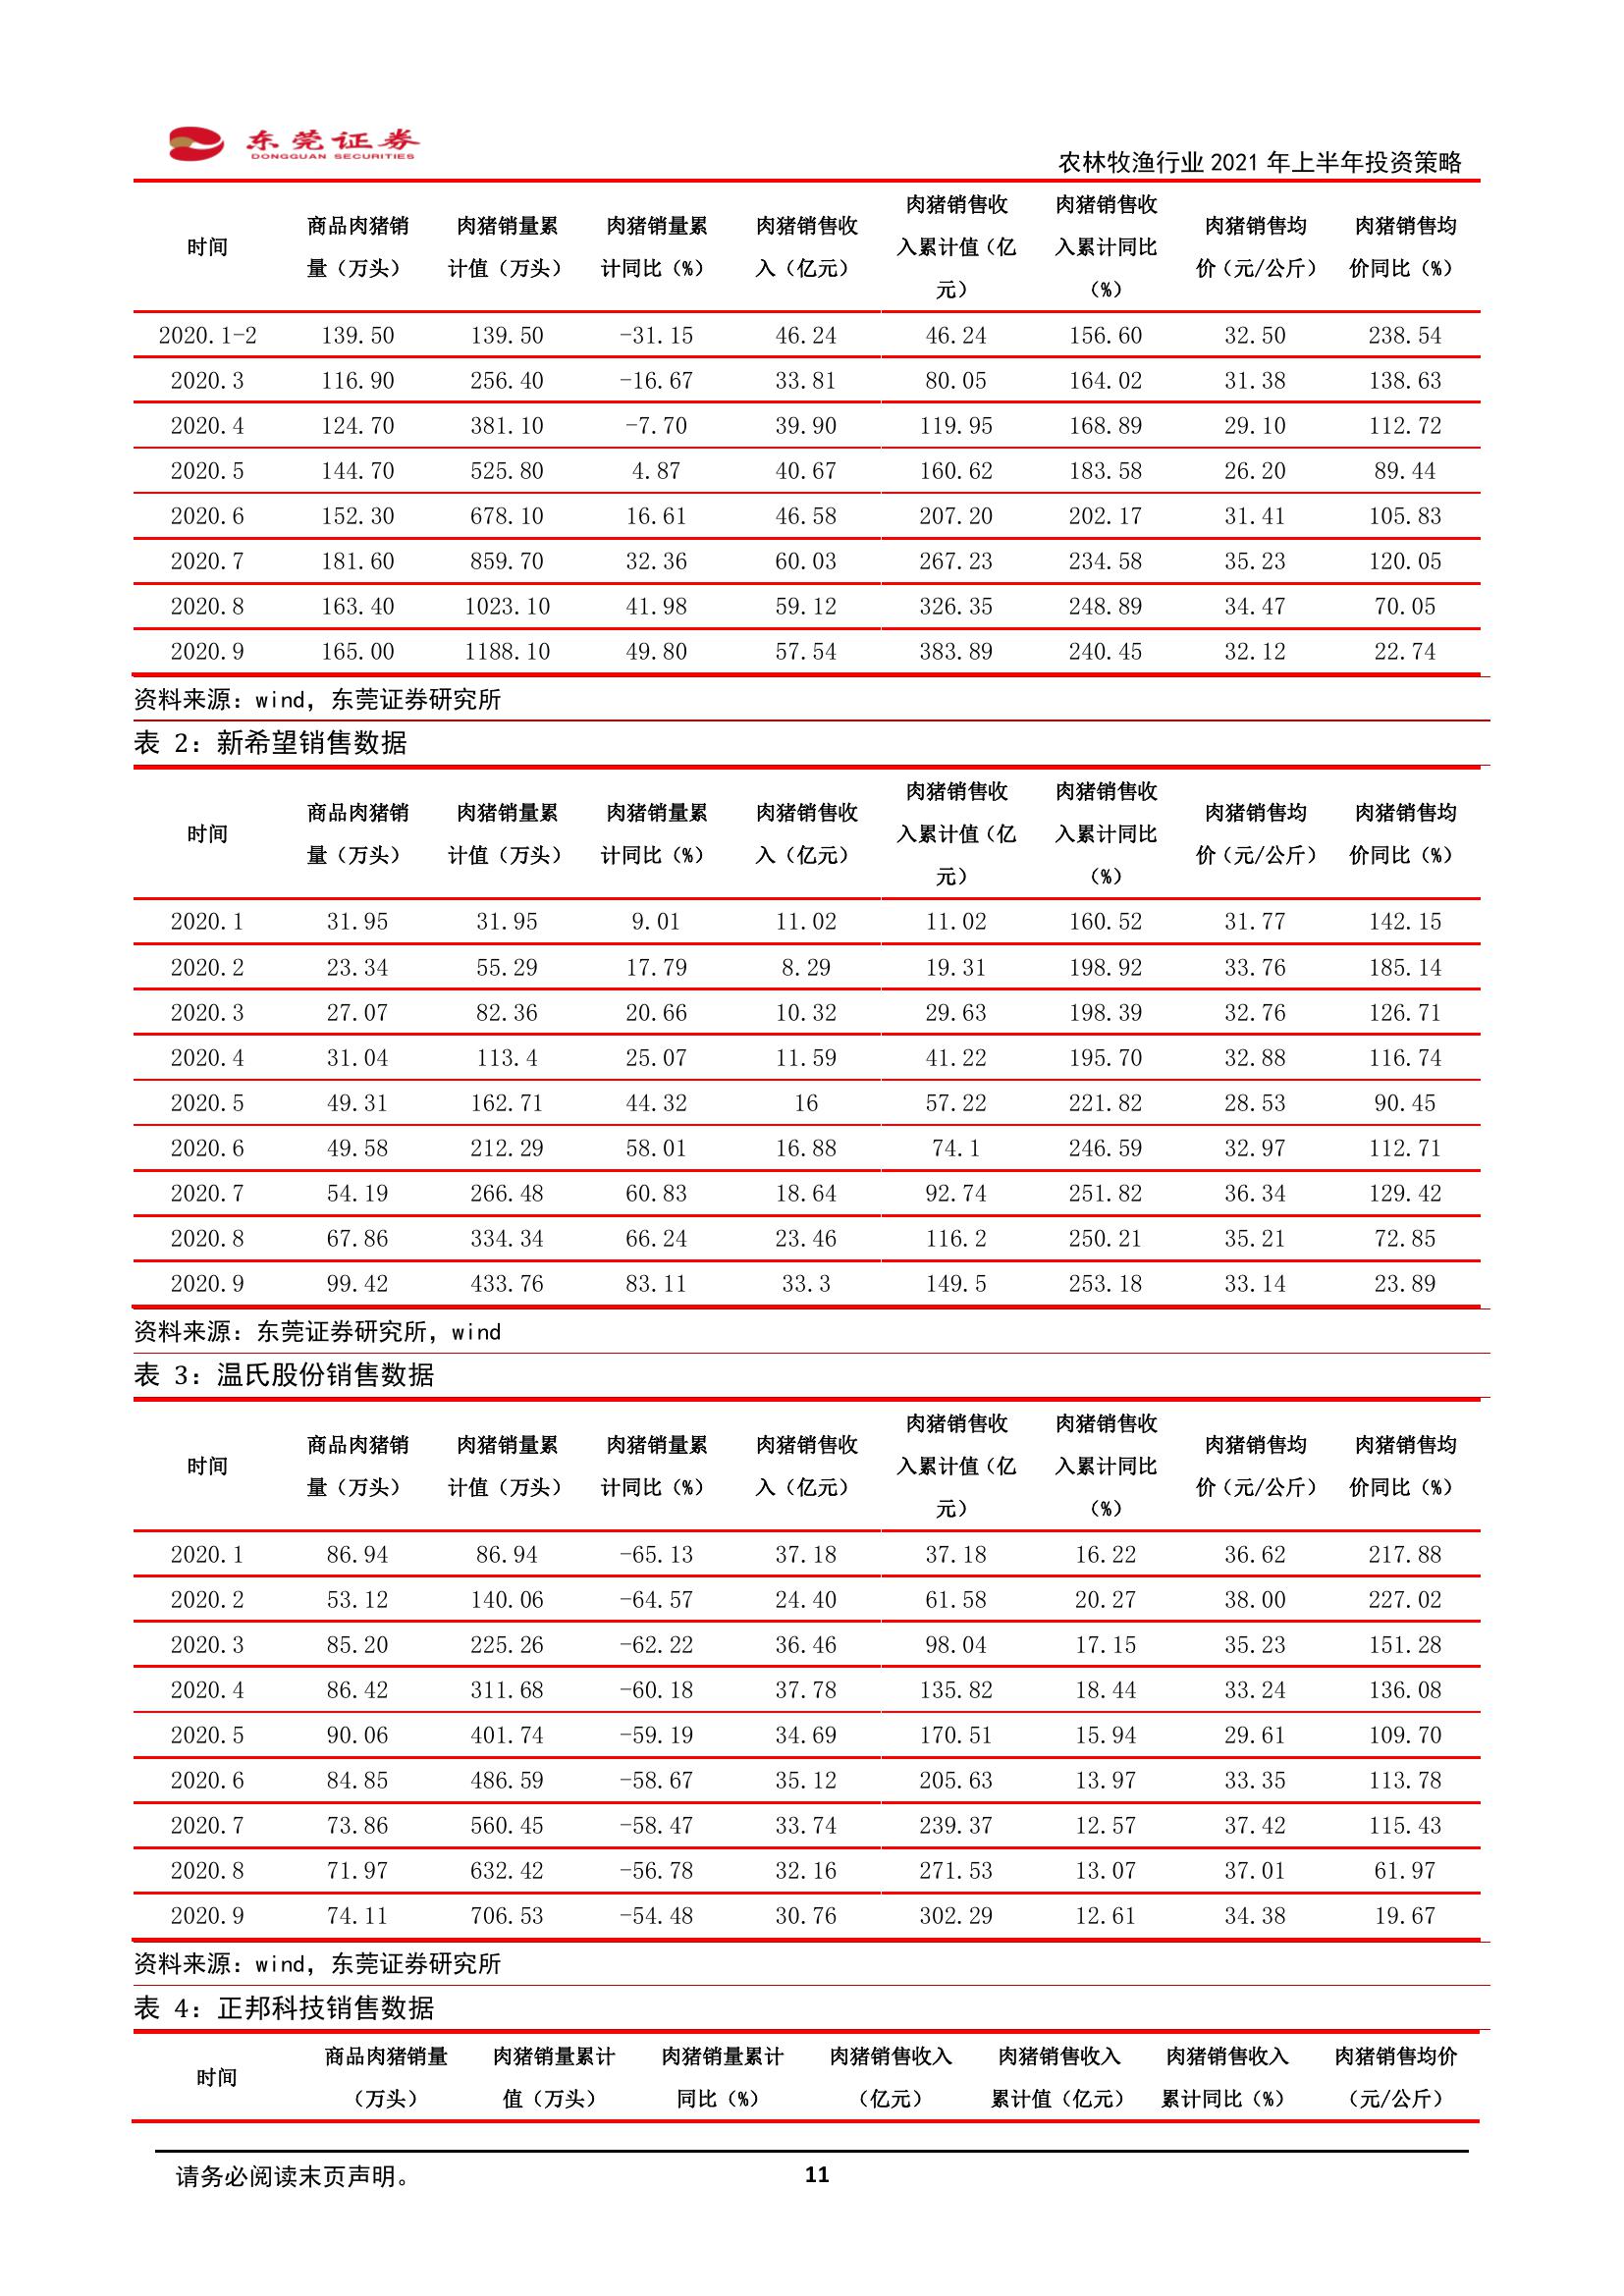 东莞证券
DONGGUAN SECURITIES
农林牧渔行业 2021 年上半年投资策略
时间 商品肉猪销量（万头） 肉猪销量累计值（万头） 肉猪销量累计同比（%） 肉猪销售收入（亿元） 肉猪销售收入累计值（亿元） 肉猪销售收入累计同比（%） 肉猪销售均价（元/公斤） 肉猪销售均价同比（%）
2020.1-2 139.50 139.50 -31.15 46.24 46.24 156.60 32.50 238.54
2020.3 116.90 256.40 -16.67 33.81 80.05 164.02 31.38 138.63
2020.4 124.70 381.10 -7.70 39.90 119.95 168.89 29.10 112.72
2020.5 144.70 525.80 4.87 40.67 160.62 183.58 26.20 89.44
2020.6 152.30 678.10 16.61 46.58 207.20 202.17 31.41 105.83
2020.7 181.60 859.70 32.36 60.03 267.23 234.58 35.23 120.05
2020.8 163.40 1023.10 41.98 59.12 326.35 248.89 34.47 70.05
2020.9 165.00 1188.10 49.80 57.54 383.89 240.45 32.12 22.74
资料来源：wind，东莞证券研究所
表 2：新希望销售数据
时间 商品肉猪销量（万头） 肉猪销量累计值（万头） 肉猪销量累计同比（%） 肉猪销售收入（亿元） 肉猪销售收入累计值（亿元） 肉猪销售收入累计同比（%） 肉猪销售均价（元/公斤） 肉猪销售均价同比（%）
2020.1 31.95 31.95 9.01 11.02 11.02 160.52 31.77 142.15
2020.2 23.34 55.29 17.79 8.29 19.31 198.92 33.76 185.14
2020.3 27.07 82.36 20.66 10.32 29.63 198.39 32.76 126.71
2020.4 31.04 113.4 25.07 11.59 41.22 195.70 32.88 116.74
2020.5 49.31 162.71 44.32 16 57.22 221.82 28.53 90.45
2020.6 49.58 212.29 58.01 16.88 74.1 246.59 32.97 112.71
2020.7 54.19 266.48 60.83 18.64 92.74 251.82 36.34 129.42
2020.8 67.86 334.34 66.24 23.46 116.2 250.21 35.21 72.85
2020.9 99.42 433.76 83.11 33.3 149.5 253.18 33.14 23.89
资料来源：东莞证券研究所，wind
表 3：温氏股份销售数据
时间 商品肉猪销量（万头） 肉猪销量累计值（万头） 肉猪销量累计同比（%） 肉猪销售收入（亿元） 肉猪销售收入累计值（亿元） 肉猪销售收入累计同比（%） 肉猪销售均价（元/公斤） 肉猪销售均价同比（%）
2020.1 86.94 86.94 -65.13 37.18 37.18 16.22 36.62 217.88
2020.2 53.12 140.06 -64.57 24.40 61.58 20.27 38.00 227.02
2020.3 85.20 225.26 -62.22 36.46 98.04 17.15 35.23 151.28
2020.4 86.42 311.68 -60.18 37.78 135.82 18.44 33.24 136.08
2020.5 90.06 401.74 -59.19 34.69 170.51 15.94 29.61 109.70
2020.6 84.85 486.59 -58.67 35.12 205.63 13.97 33.35 113.78
2020.7 73.86 560.45 -58.47 33.74 239.37 12.57 37.42 115.43
2020.8 71.97 632.42 -56.78 32.16 271.53 13.07 37.01 61.97
2020.9 74.11 706.53 -54.48 30.76 302.29 12.61 34.38 19.67
资料来源：wind，东莞证券研究所
表 4：正邦科技销售数据
时间 商品肉猪销量（万头） 肉猪销量累计值（万头） 肉猪销量累计同比（%） 肉猪销售收入（亿元） 肉猪销售收入累计值（亿元） 肉猪销售收入累计同比（%） 肉猪销售均价（元/公斤）
请务必阅读末页声明。
11